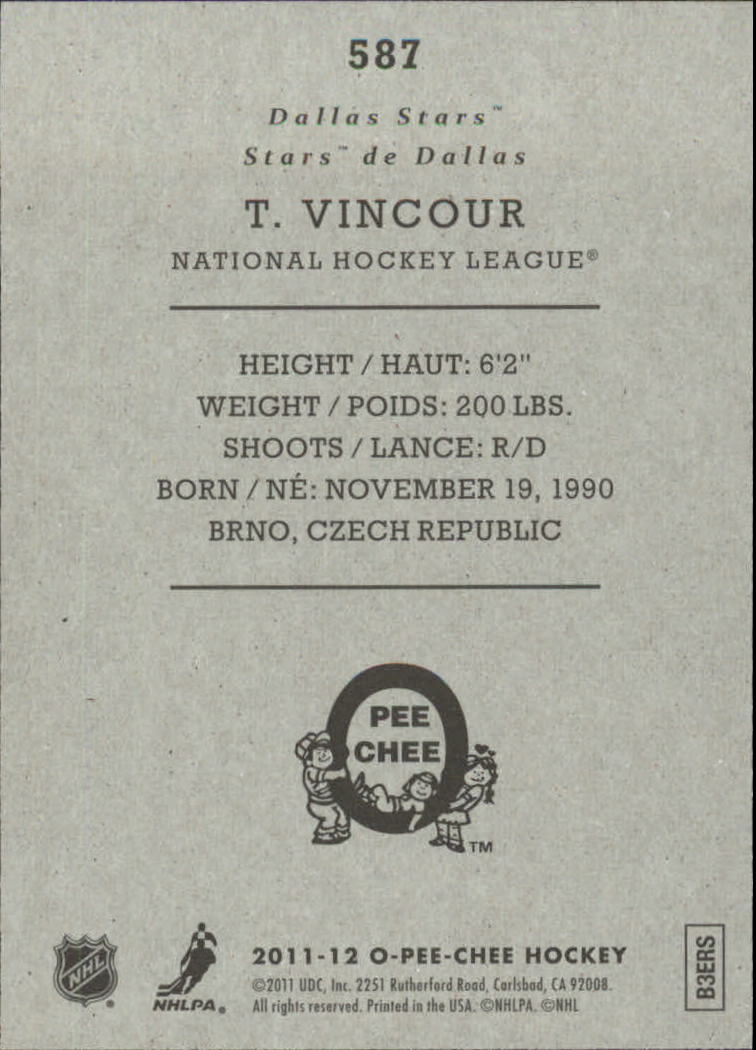 587
Dallas Stars™
Stars™ de Dallas
T. VINCOUR
NATIONAL HOCKEY LEAGUE®
HEIGHT / HAUT: 6'2"
WEIGHT / POIDS: 200 LBS.
SHOOTS / LANCE: R/D
BORN / NÉ: NOVEMBER 19, 1990
BRNO, CZECH REPUBLIC
O
PEE
CHEE
TM
NHL
®
NHLPA®
2011-12 O-PEE-CHEE HOCKEY
©2011 UDC, Inc. 2251 Rutherford Road, Carlsbad, CA 92008.
All rights reserved. Printed in the USA. ©NHLPA. ©NHL
B3ERS